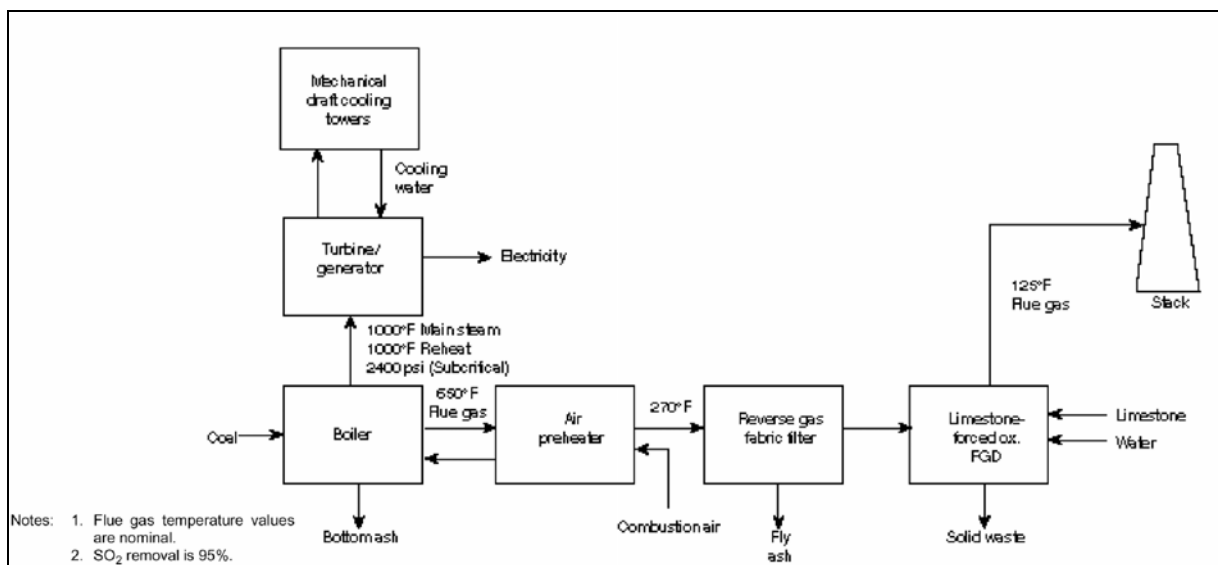 Mechanical
draft cooling
towers
Cooling
water
Turbine/
generator
Electricity
1000°F Main steam
1000°F Reheat
2400 psi (Subcritical)
125°F
Flue gas
Stack
Coal
Boiler
650°F
Flue gas
Air
preheater
270°F
Reverse gas
fabric filter
Limestone-
forced ox.
FGD
Limestone
Water
Bottom ash
Combustion air
Fly
ash
Solid waste
Notes: 1. Flue gas temperature values
are nominal.
2. SO₂ removal is 95%.